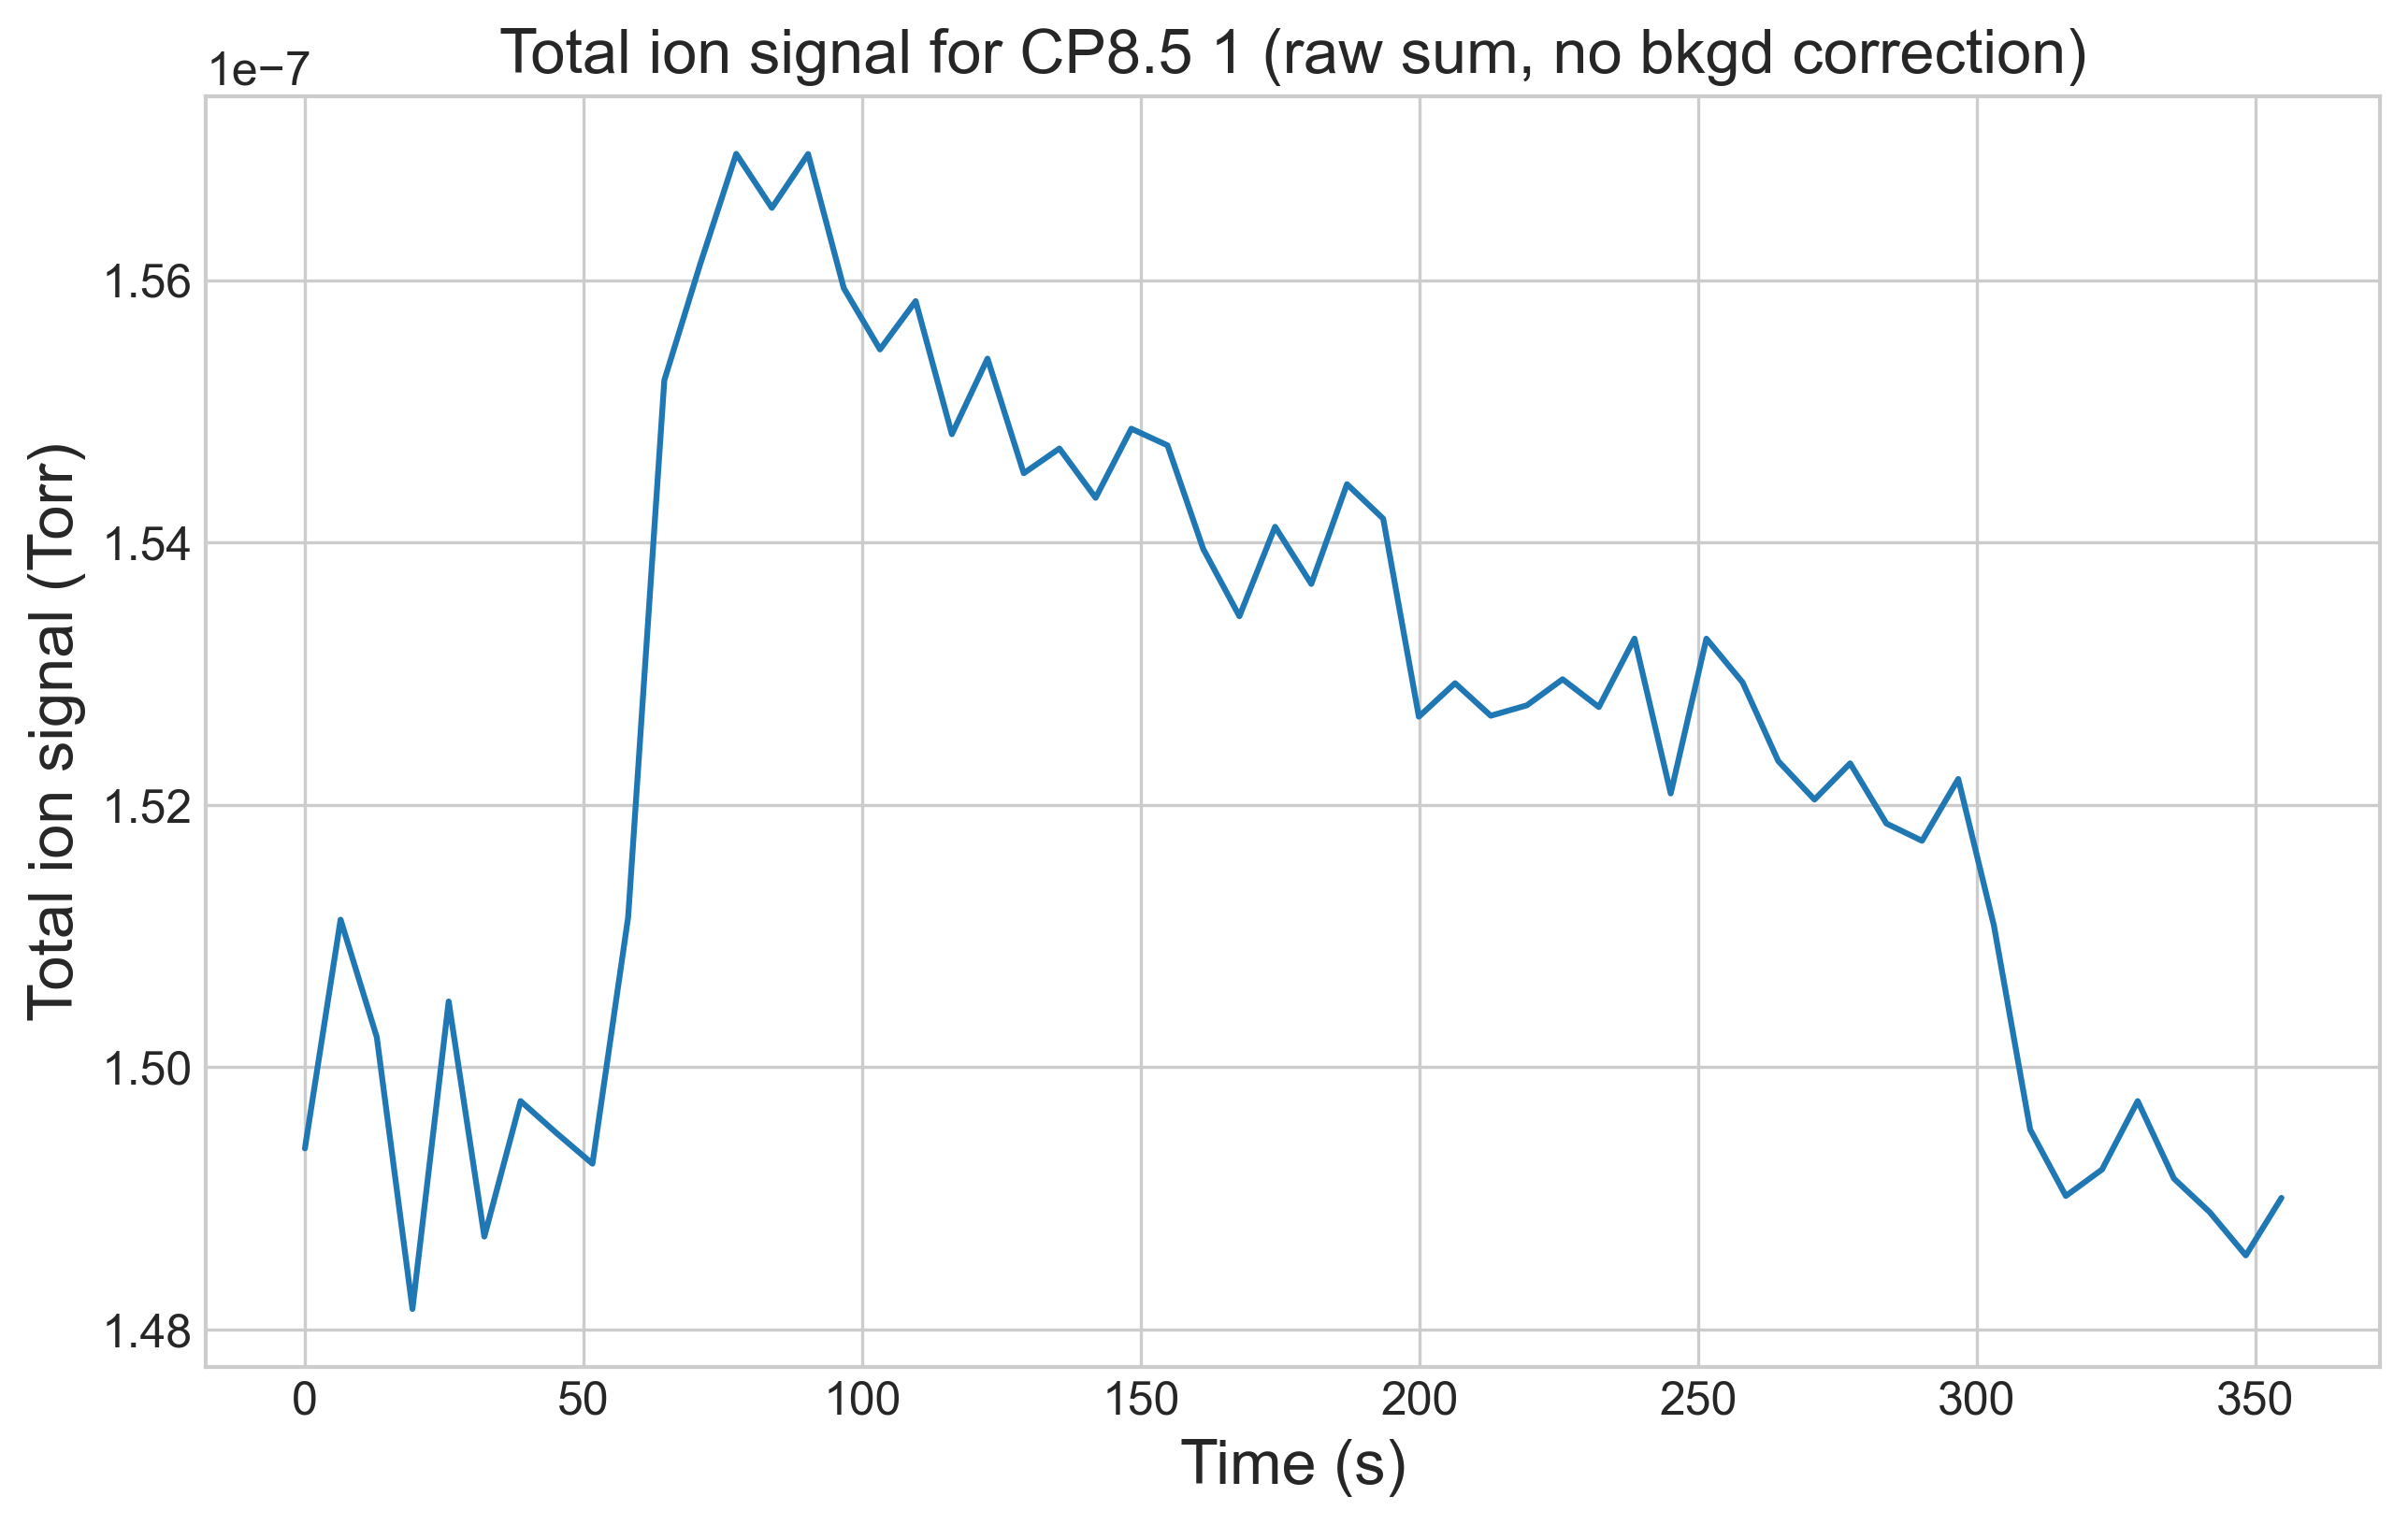 Total ion signal for CP8.5 1 (raw sum, no bkgd correction)
1e−7
1.56
1.54
1.52
1.50
1.48
Total ion signal (Torr)
0 50 100 150 200 250 300 350
Time (s)